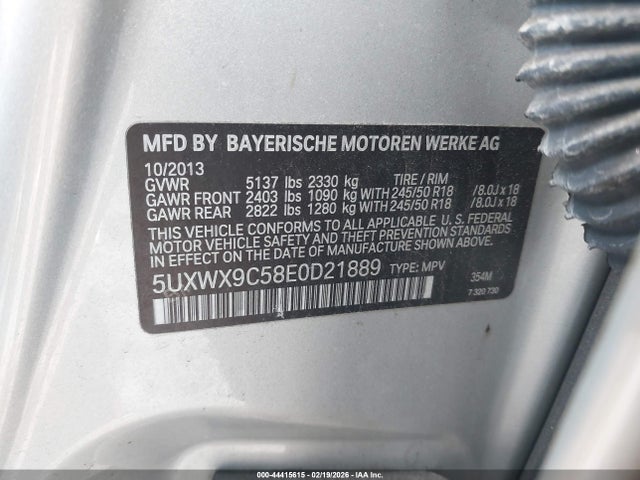 MFD BY BAYERISCHE MOTOREN WERKE AG
10/2013
GVWR 5137 lbs 2330 kg TIRE / RIM
GAWR FRONT 2403 lbs 1090 kg WITH 245/50 R18 /8.0J x 18
GAWR REAR 2822 lbs 1280 kg WITH 245/50 R18 /8.0J x 18
THIS VEHICLE CONFORMS TO ALL APPLICABLE U. S. FEDERAL
MOTOR VEHICLE SAFETY AND THEFT PREVENTION STANDARDS
IN EFFECT ON THE DATE OF MANUFACTURE SHOWN ABOVE.
5UXWX9C58E0D21889 TYPE: MPV 354M
7 320 730
000-44415615 - 02/19/2026 - IAA Inc.